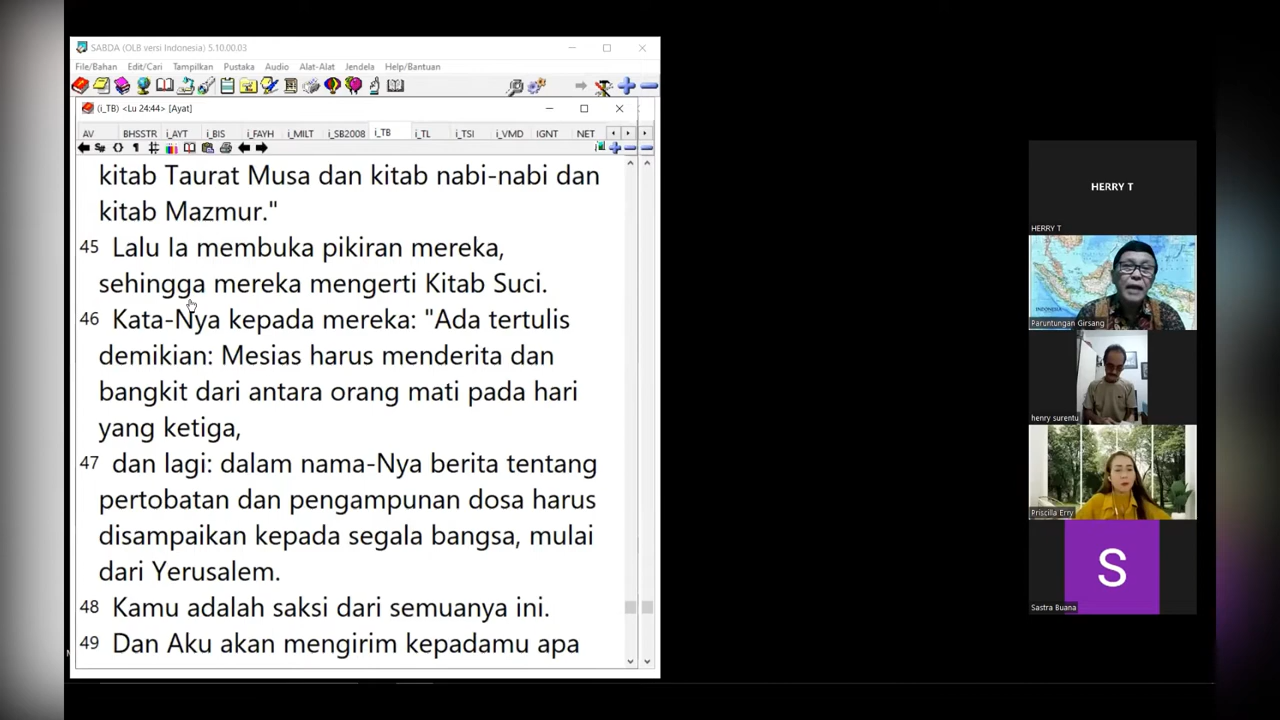 SABDA (OLB versi Indonesia) 5.10.00.03
File/Bahan Edit/Cari Tampilkan Pustaka Audio Alat-Alat Jendela Help/Bantuan
(i_TB) <Lu 24:44> [Ayat]
AV BHSSTR i_AYT i_BIS i_FAYH i_MILT i_SB2008 i_TB i_TL i_TSI i_VMD IGNT NET
kitab Taurat Musa dan kitab nabi-nabi dan
kitab Mazmur."
45 Lalu Ia membuka pikiran mereka,
sehingga mereka mengerti Kitab Suci.
46 Kata-Nya kepada mereka: "Ada tertulis
demikian: Mesias harus menderita dan
bangkit dari antara orang mati pada hari
yang ketiga,
47 dan lagi: dalam nama-Nya berita tentang
pertobatan dan pengampunan dosa harus
disampaikan kepada segala bangsa, mulai
dari Yerusalem.
48 Kamu adalah saksi dari semuanya ini.
49 Dan Aku akan mengirim kepadamu apa
HERRY T
HERRY T
INDONESIA
Paruntungan Girsang
henry surentu
Priscilla Erry
S
Sastra Buana